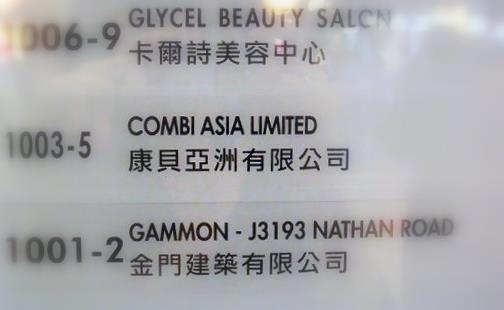 1006-9 GLYCEL BEAUTY SALON
卡爾詩美容中心
1003-5 COMBI ASIA LIMITED
康貝亞洲有限公司
1001-2 GAMMON - J3193 NATHAN ROAD
金門建築有限公司